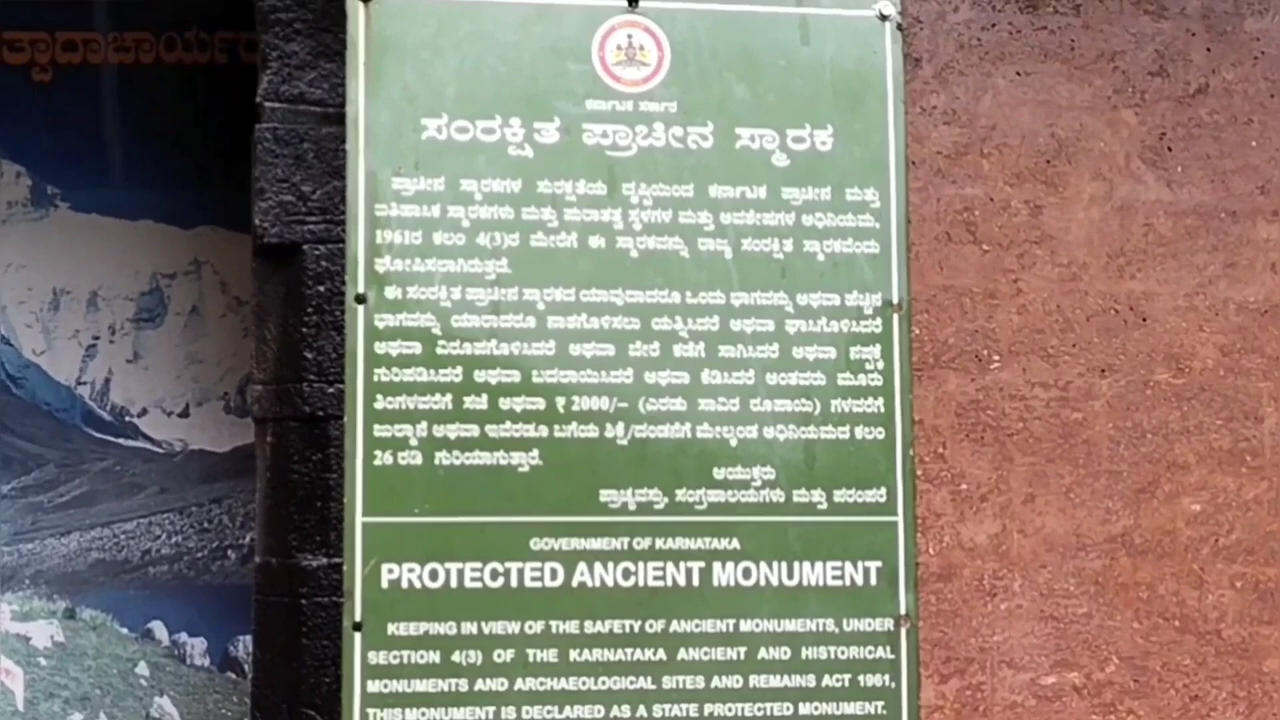 ತ್ಪಾದಾಚಾರ್ಯರ
ಕರ್ನಾಟಕ ಸರ್ಕಾರ
ಸಂರಕ್ಷಿತ ಪ್ರಾಚೀನ ಸ್ಮಾರಕ
ಪ್ರಾಚೀನ ಸ್ಮಾರಕಗಳ ಸುರಕ್ಷತೆಯ ದೃಷ್ಟಿಯಿಂದ ಕರ್ನಾಟಕ ಪ್ರಾಚೀನ ಮತ್ತು
ಐತಿಹಾಸಿಕ ಸ್ಮಾರಕಗಳು ಮತ್ತು ಪುರಾತತ್ವ ಸ್ಥಳಗಳ ಮತ್ತು ಅವಶೇಷಗಳ ಅಧಿನಿಯಮ,
1961ರ ಕಲಂ 4(3)ರ ಮೇರೆಗೆ ಈ ಸ್ಮಾರಕವನ್ನು ರಾಜ್ಯ ಸಂರಕ್ಷಿತ ಸ್ಮಾರಕವೆಂದು
ಘೋಷಿಸಲಾಗಿರುತ್ತದೆ.
ಈ ಸಂರಕ್ಷಿತ ಪ್ರಾಚೀನ ಸ್ಮಾರಕದ ಯಾವುದಾದರೂ ಒಂದು ಭಾಗವನ್ನು ಅಥವಾ ಹೆಚ್ಚಿನ
ಭಾಗವನ್ನು ಯಾರಾದರೂ ನಾಶಗೊಳಿಸಲು ಯತ್ನಿಸಿದರೆ ಅಥವಾ ಘಾಸಿಗೊಳಿಸಿದರೆ
ಅಥವಾ ವಿರೂಪಗೊಳಿಸಿದರೆ ಅಥವಾ ಬೇರೆ ಕಡೆಗೆ ಸಾಗಿಸಿದರೆ ಅಥವಾ ನಷ್ಟಕ್ಕೆ
ಗುರಿಪಡಿಸಿದರೆ ಅಥವಾ ಬದಲಾಯಿಸಿದರೆ ಅಥವಾ ಕೆಡಿಸಿದರೆ ಅಂತವರು ಮೂರು
ತಿಂಗಳವರೆಗೆ ಸಜೆ ಅಥವಾ ₹ 2000/– (ಎರಡು ಸಾವಿರ ರೂಪಾಯಿ) ಗಳವರೆಗೆ
ಜುಲ್ಮಾನೆ ಅಥವಾ ಇವೆರಡೂ ಬಗೆಯ ಶಿಕ್ಷೆ/ದಂಡನೆಗೆ ಮೇಲ್ಕಂಡ ಅಧಿನಿಯಮದ ಕಲಂ
26 ರಡಿ ಗುರಿಯಾಗುತ್ತಾರೆ.
ಆಯುಕ್ತರು
ಪ್ರಾಚ್ಯವಸ್ತು, ಸಂಗ್ರಹಾಲಯಗಳು ಮತ್ತು ಪರಂಪರೆ
GOVERNMENT OF KARNATAKA
PROTECTED ANCIENT MONUMENT
KEEPING IN VIEW OF THE SAFETY OF ANCIENT MONUMENTS, UNDER
SECTION 4(3) OF THE KARNATAKA ANCIENT AND HISTORICAL
MONUMENTS AND ARCHAEOLOGICAL SITES AND REMAINS ACT 1961,
THIS MONUMENT IS DECLARED AS A STATE PROTECTED MONUMENT.